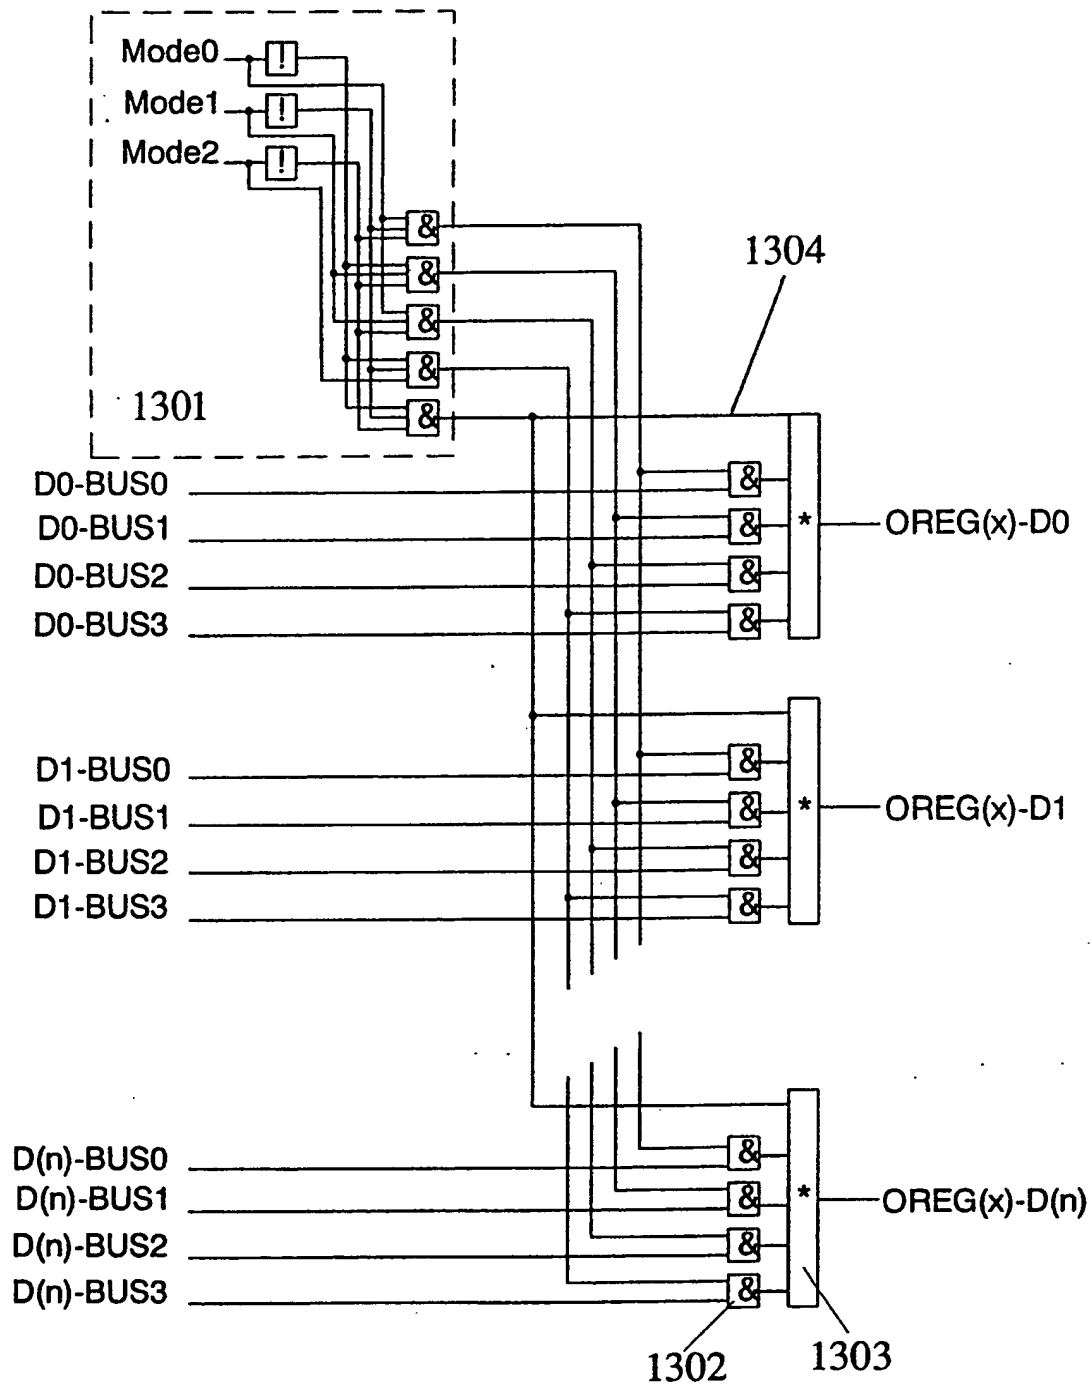 Mode0 !
Mode1 !
Mode2 !
&
&
&
&
&
1301
1304
D0-BUS0 &
D0-BUS1 & * OREG(x)-D0
D0-BUS2 &
D0-BUS3 &
D1-BUS0 &
D1-BUS1 & * OREG(x)-D1
D1-BUS2 &
D1-BUS3 &
D(n)-BUS0 &
D(n)-BUS1 & * OREG(x)-D(n)
D(n)-BUS2 &
D(n)-BUS3 &
1302
1303